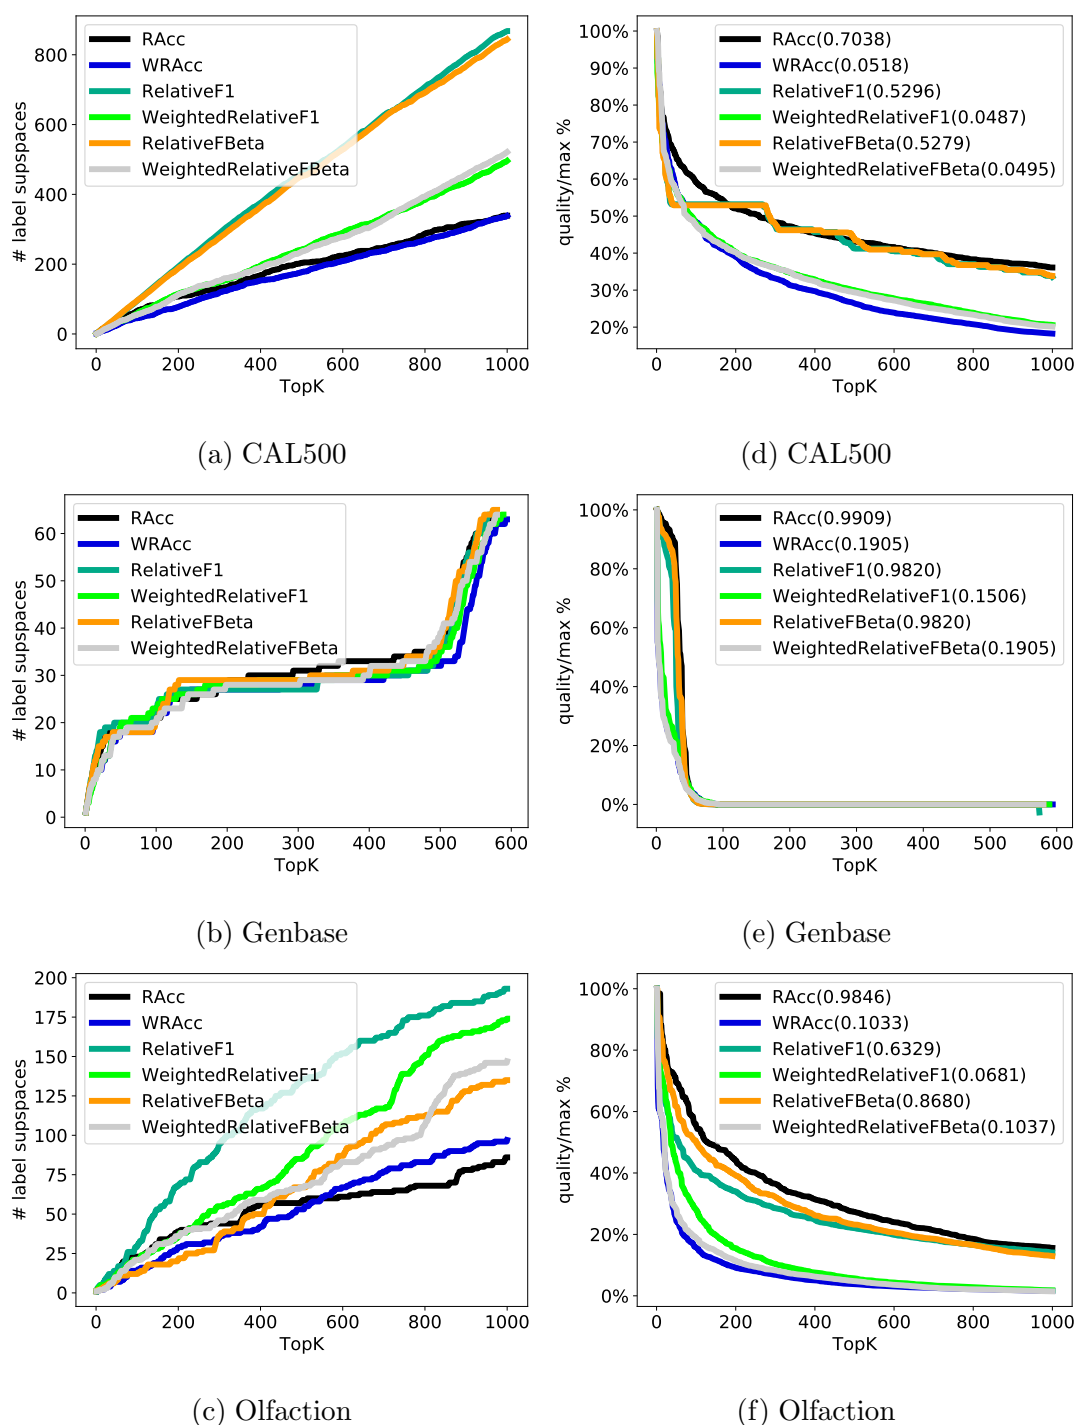 RAcc
WRAcc
RelativeF1
WeightedRelativeF1
RelativeFBeta
WeightedRelativeFBeta
# label supspaces
800
600
400
200
0
0 200 400 600 800 1000
TopK
(a) CAL500
RAcc(0.7038)
WRAcc(0.0518)
RelativeF1(0.5296)
WeightedRelativeF1(0.0487)
RelativeFBeta(0.5279)
WeightedRelativeFBeta(0.0495)
quality/max %
100%
90%
80%
70%
60%
50%
40%
30%
20%
0 200 400 600 800 1000
TopK
(d) CAL500
RAcc
WRAcc
RelativeF1
WeightedRelativeF1
RelativeFBeta
WeightedRelativeFBeta
# label supspaces
60
50
40
30
20
10
0
0 100 200 300 400 500 600
TopK
(b) Genbase
RAcc(0.9909)
WRAcc(0.1905)
RelativeF1(0.9820)
WeightedRelativeF1(0.1506)
RelativeFBeta(0.9820)
WeightedRelativeFBeta(0.1905)
quality/max %
100%
80%
60%
40%
20%
0%
0 100 200 300 400 500 600
TopK
(e) Genbase
RAcc
WRAcc
RelativeF1
WeightedRelativeF1
RelativeFBeta
WeightedRelativeFBeta
# label supspaces
200
175
150
125
100
75
50
25
0
0 200 400 600 800 1000
TopK
(c) Olfaction
RAcc(0.9846)
WRAcc(0.1033)
RelativeF1(0.6329)
WeightedRelativeF1(0.0681)
RelativeFBeta(0.8680)
WeightedRelativeFBeta(0.1037)
quality/max %
100%
80%
60%
40%
20%
0%
0 200 400 600 800 1000
TopK
(f) Olfaction